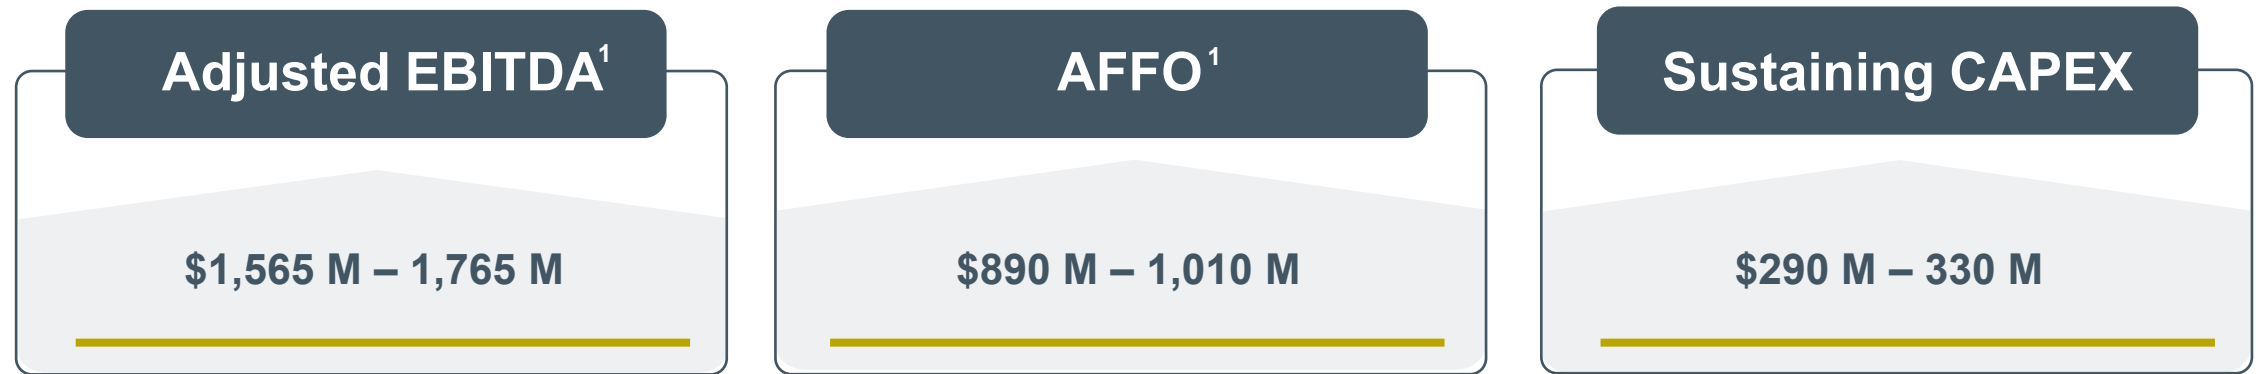 Adjusted EBITDA¹
$1,565 M – 1,765 M
AFFO¹
$890 M – 1,010 M
Sustaining CAPEX
$290 M – 330 M